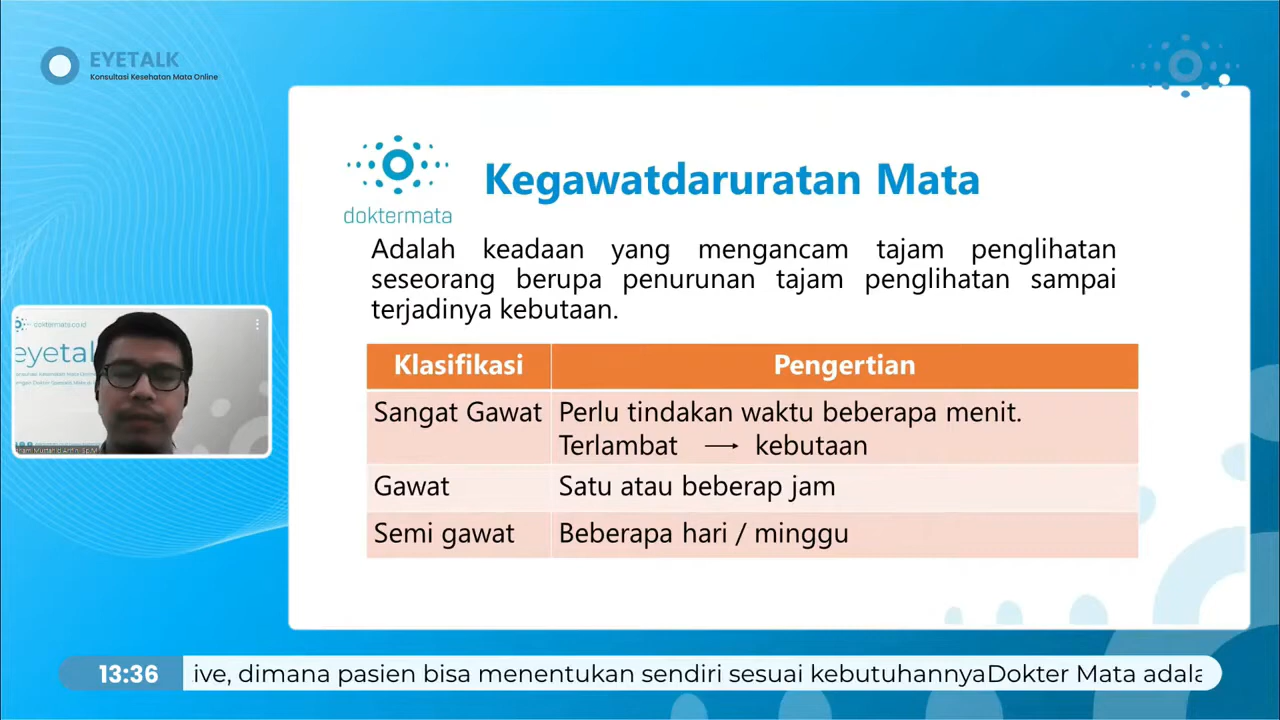 EYETALK
Konsultasi Kesehatan Mata Online
doktermata
Kegawatdaruratan Mata
Adalah keadaan yang mengancam tajam penglihatan
seseorang berupa penurunan tajam penglihatan sampai
terjadinya kebutaan.
Klasifikasi Pengertian
Sangat Gawat Perlu tindakan waktu beberapa menit.
Terlambat → kebutaan
Gawat Satu atau beberap jam
Semi gawat Beberapa hari / minggu
doktermata.co.id
eyetal
13:36 ive, dimana pasien bisa menentukan sendiri sesuai kebutuhannyaDokter Mata adala